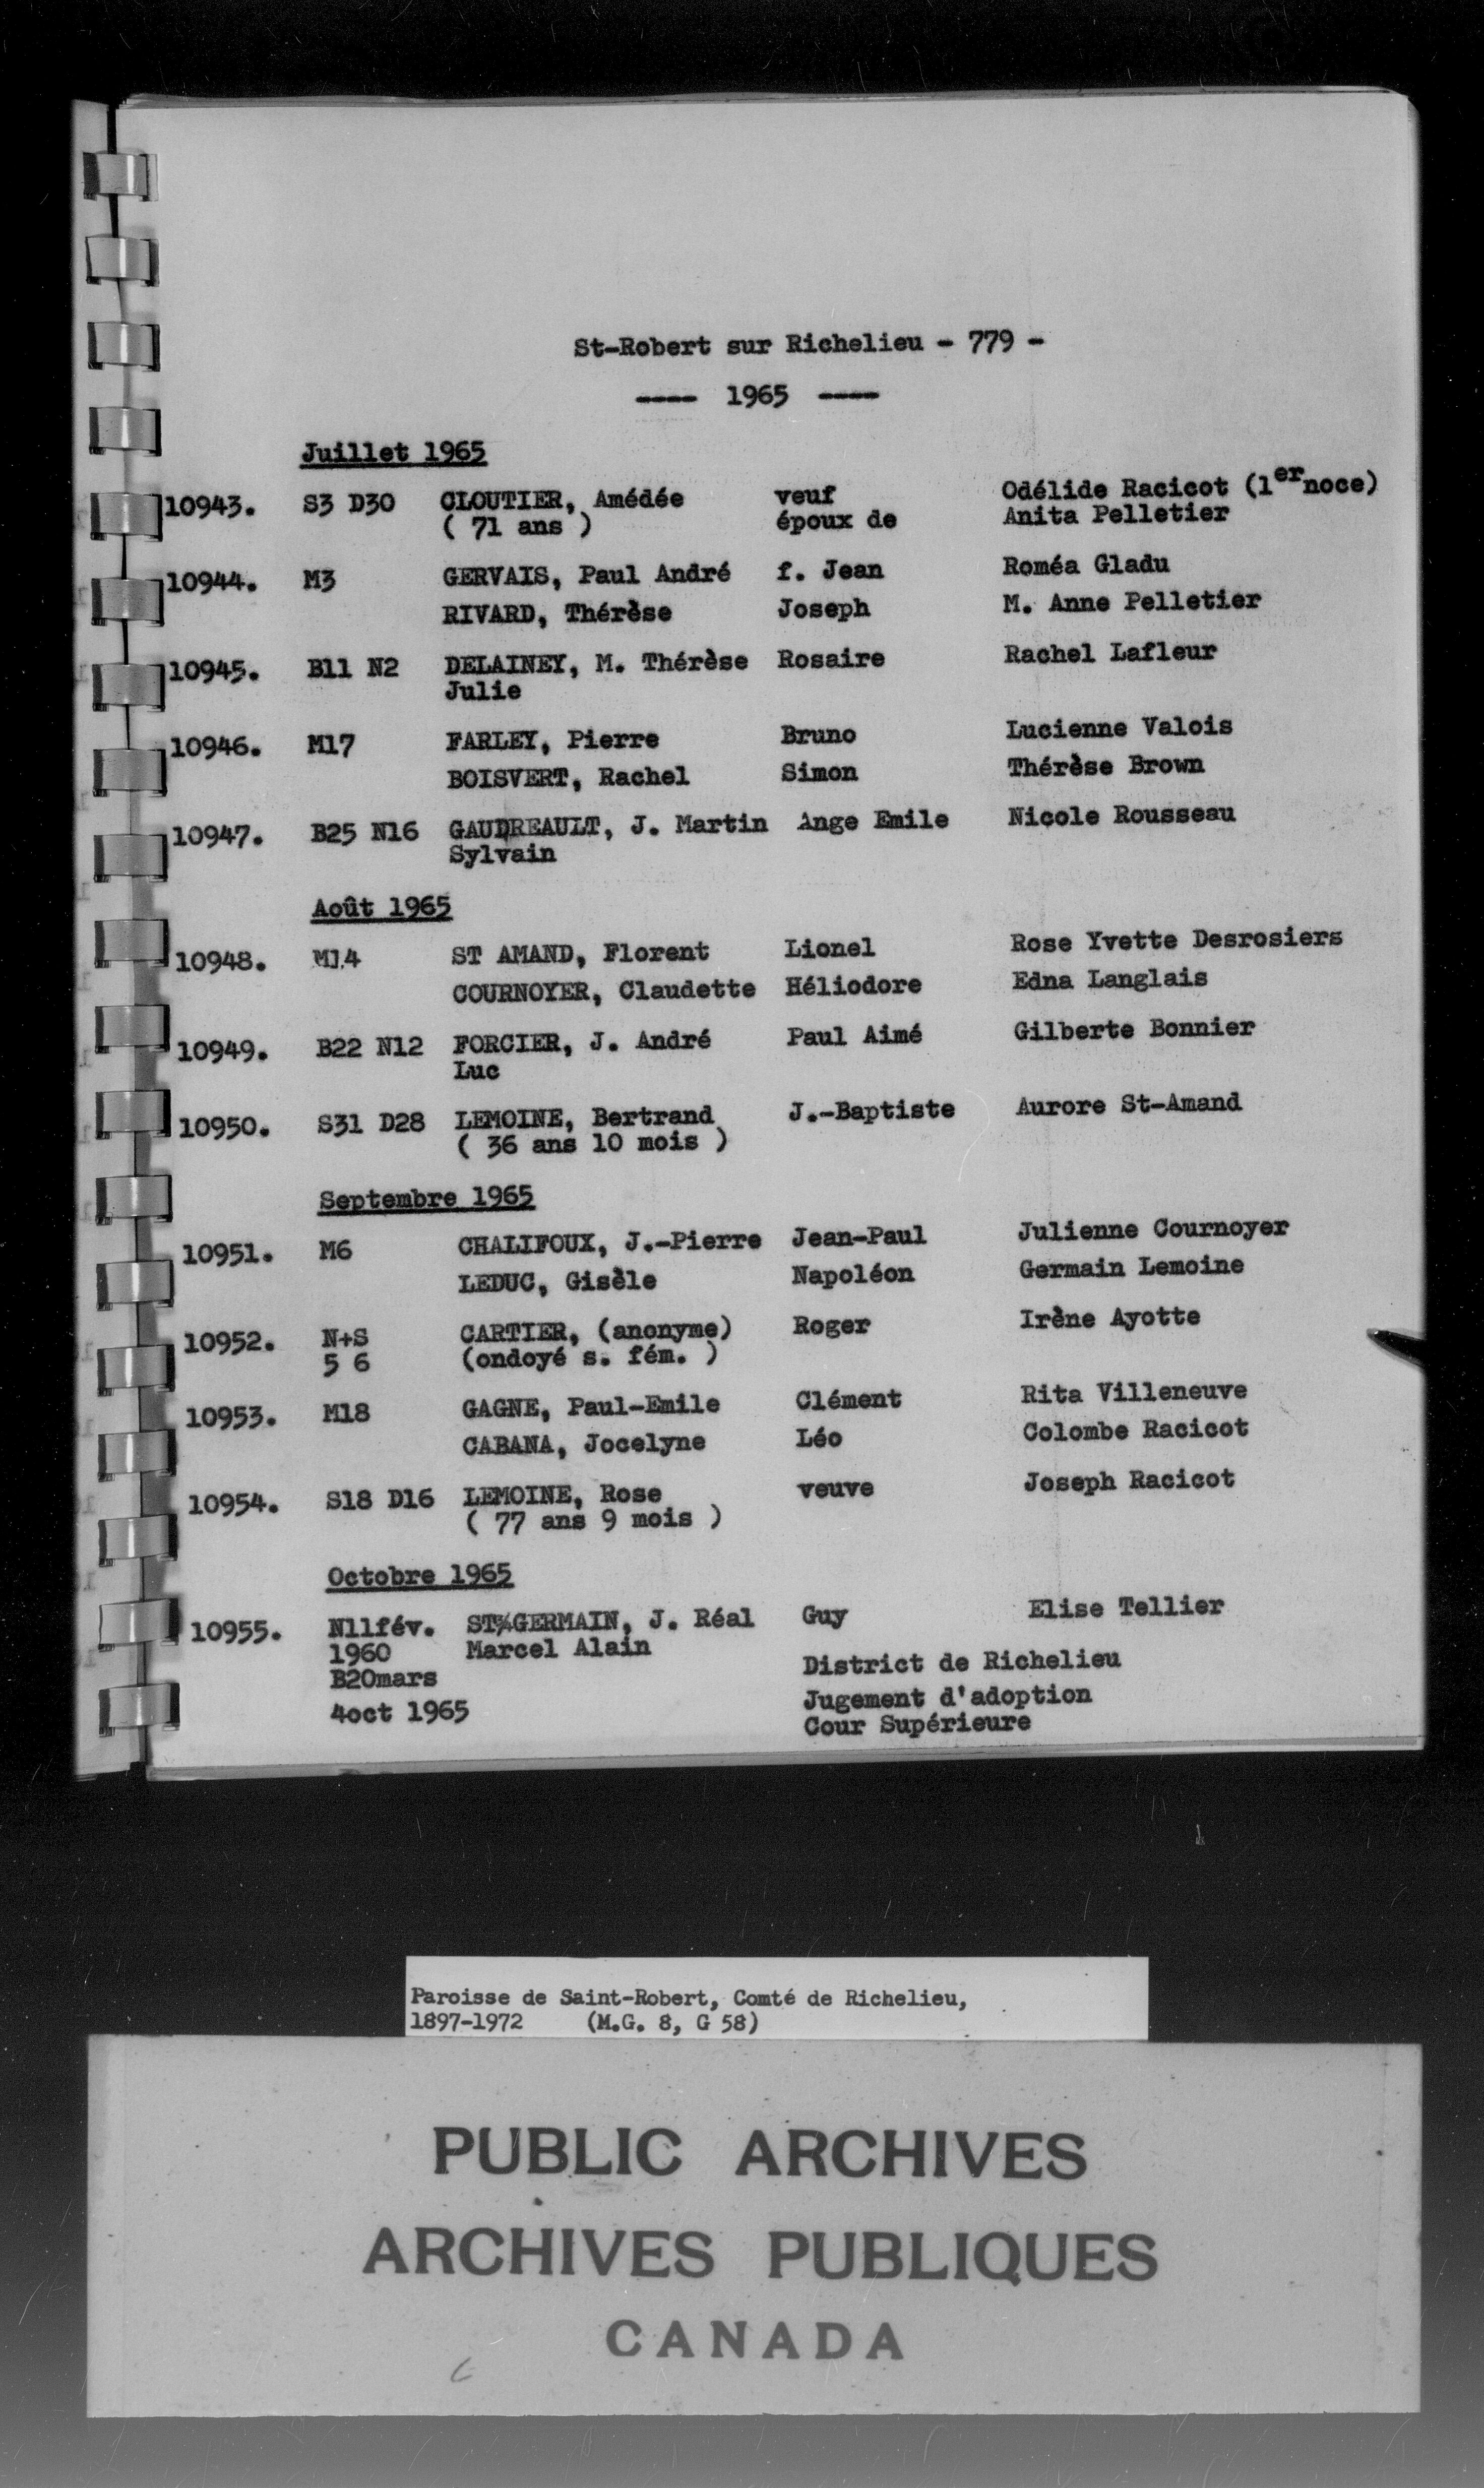 St-Robert sur Richelieu - 779 -
---- 1965 ----
Juillet 1965
10943. S3 D30 CLOUTIER, Amédée veuf Odélide Racicot (1er noce)
( 71 ans ) époux de Anita Pelletier
10944. M3 GERVAIS, Paul André f. Jean Roméa Gladu
RIVARD, Thérèse Joseph M. Anne Pelletier
10945. B11 N2 DELAINEY, M. Thérèse Rosaire Rachel Lafleur
Julie
10946. M17 FARLEY, Pierre Bruno Lucienne Valois
BOISVERT, Rachel Simon Thérèse Brown
10947. B25 N16 GAUDREAULT, J. Martin Ange Emile Nicole Rousseau
Sylvain
Août 1965
10948. M14 ST AMAND, Florent Lionel Rose Yvette Desrosiers
COURNOYER, Claudette Héliodore Edna Langlais
10949. B22 N12 FORCIER, J. André Paul Aimé Gilberte Bonnier
Luc
10950. S31 D28 LEMOINE, Bertrand J.-Baptiste Aurore St-Amand
( 36 ans 10 mois )
Septembre 1965
10951. M6 CHALIFOUX, J.-Pierre Jean-Paul Julienne Cournoyer
LEDUC, Gisèle Napoléon Germain Lemoine
10952. N+S CARTIER, (anonyme) Roger Irène Ayotte
5 6 (ondoyé s. fém. )
10953. M18 GAGNE, Paul-Emile Clément Rita Villeneuve
CABANA, Jocelyne Léo Colombe Racicot
10954. S18 D16 LEMOINE, Rose veuve Joseph Racicot
( 77 ans 9 mois )
Octobre 1965
10955. N11fév. ST-GERMAIN, J. Réal Guy Elise Tellier
1960 Marcel Alain District de Richelieu
B20mars
4oct 1965 Jugement d'adoption
Cour Supérieure
Paroisse de Saint-Robert, Comté de Richelieu,
1897-1972 (M.G. 8, G 58)
PUBLIC ARCHIVES
ARCHIVES PUBLIQUES
CANADA